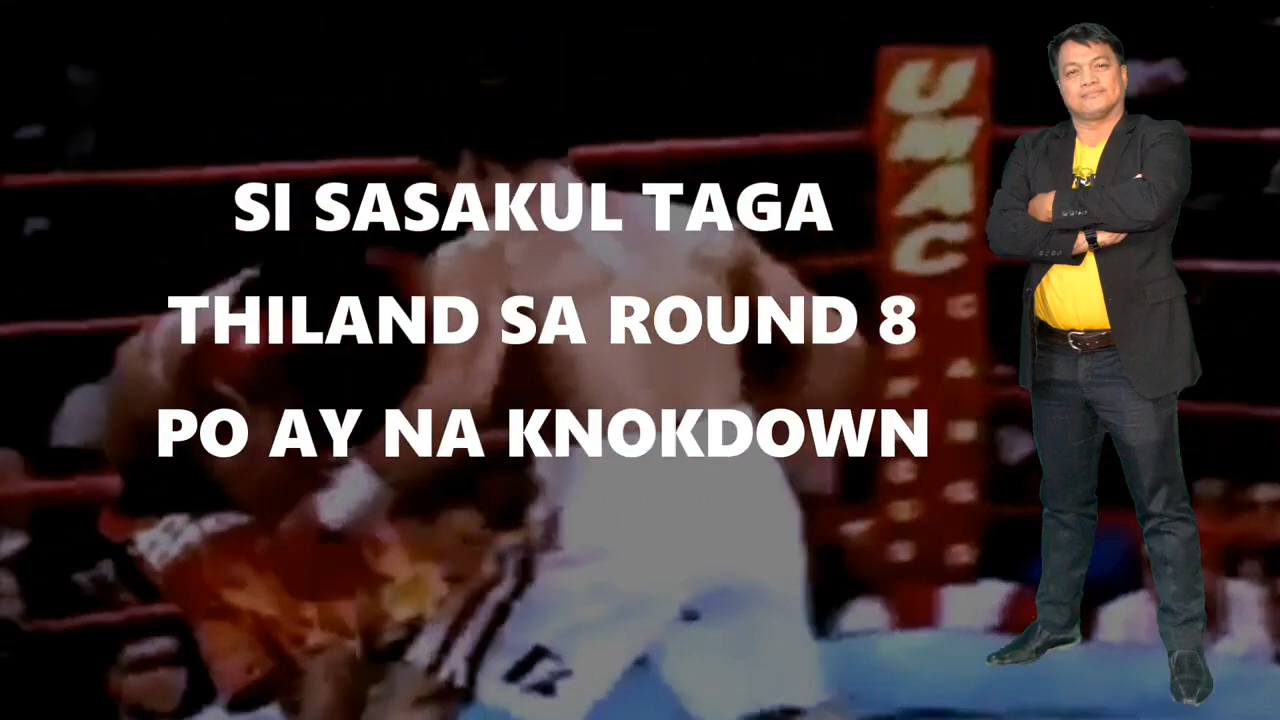 SI SASAKUL TAGA
THILAND SA ROUND 8
PO AY NA KNOKDOWN
UMAC